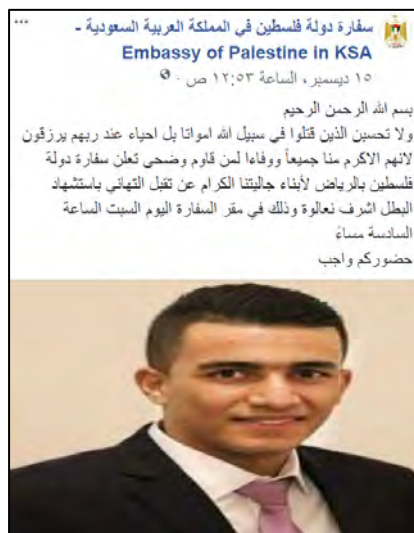 سفارة دولة فلسطين في المملكة العربية السعودية -
Embassy of Palestine in KSA
١٥ ديسمبر، الساعة ١٢:٥٣ ص ·
بسم الله الرحمن الرحيم
ولا تحسبن الذين قتلوا في سبيل الله امواتا بل احياء عند ربهم يرزقون
لانهم الاكرم منا جميعاً ووفاءا لمن قاوم وضحى تعلن سفارة دولة
فلسطين بالرياض لأبناء جاليتنا الكرام عن تقبل التهاني باستشهاد
البطل اشرف نعالوة وذلك في مقر السفارة اليوم السبت الساعة
السادسة مساءً
حضوركم واجب